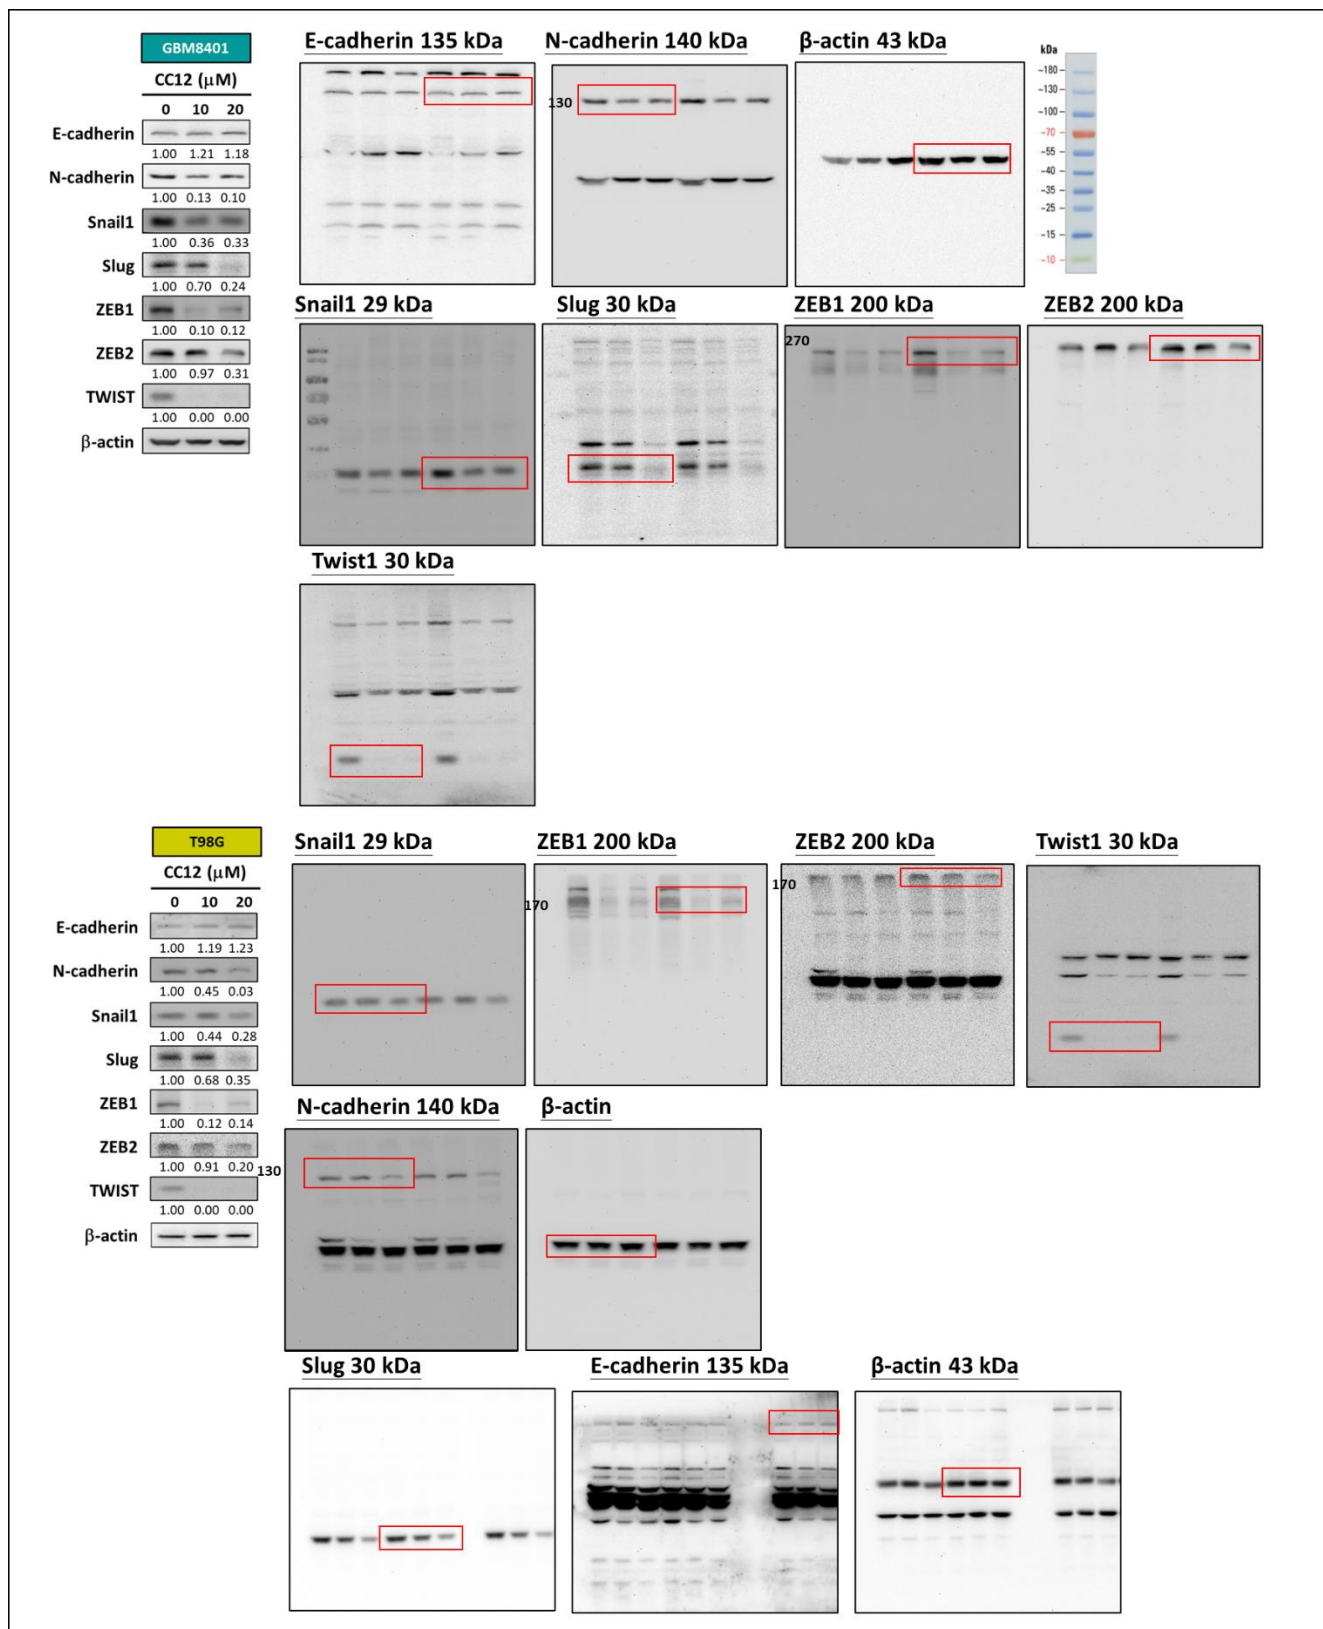 GBM8401
CC12 (μM)
0 10 20
E-cadherin
1.00 1.21 1.18
N-cadherin
1.00 0.13 0.10
Snail1
1.00 0.36 0.33
Slug
1.00 0.70 0.24
ZEB1
1.00 0.10 0.12
ZEB2
1.00 0.97 0.31
TWIST
1.00 0.00 0.00
β-actin
E-cadherin 135 kDa
N-cadherin 140 kDa
130
β-actin 43 kDa
kDa
~180
~130
~100
~70
~55
~40
~35
~25
~15
~10
Snail1 29 kDa
Slug 30 kDa
ZEB1 200 kDa
270
ZEB2 200 kDa
Twist1 30 kDa
T98G
CC12 (μM)
0 10 20
E-cadherin
1.00 1.19 1.23
N-cadherin
1.00 0.45 0.03
Snail1
1.00 0.44 0.28
Slug
1.00 0.68 0.35
ZEB1
1.00 0.12 0.14
ZEB2
1.00 0.91 0.20
TWIST
1.00 0.00 0.00
β-actin
Snail1 29 kDa
ZEB1 200 kDa
170
ZEB2 200 kDa
170
Twist1 30 kDa
N-cadherin 140 kDa
130
β-actin
Slug 30 kDa
E-cadherin 135 kDa
β-actin 43 kDa